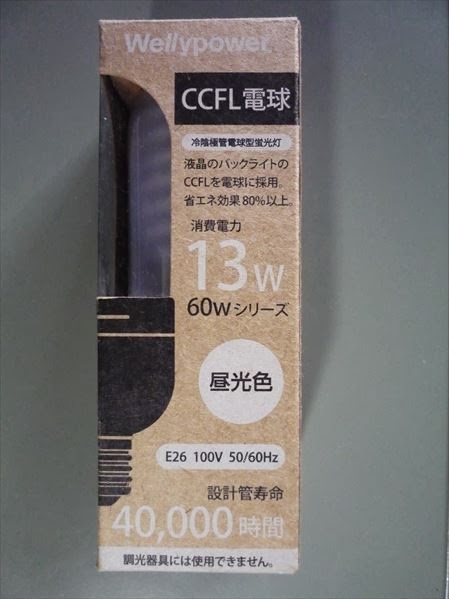 Wellypower
CCFL電球
冷陰極管電球型蛍光灯
液晶のバックライトの
CCFLを電球に採用。
省エネ効果80%以上。
消費電力
13W
60Wシリーズ
昼光色
E26 100V 50/60Hz
設計管寿命
40,000時間
調光器具には使用できません。